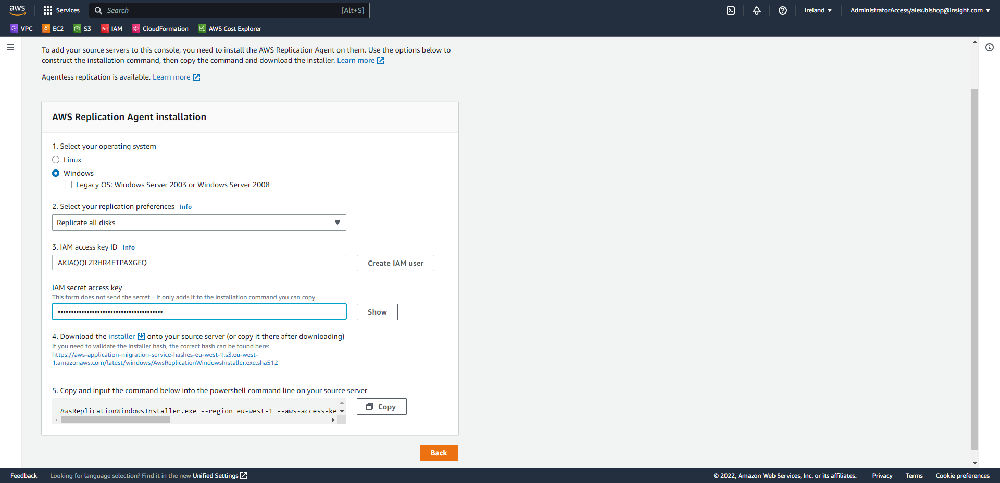 aws
Services
Search
[Alt+S]
Ireland
AdministratorAccess/alex.bishop@insight.com
VPC
EC2
S3
IAM
CloudFormation
AWS Cost Explorer
To add your source servers to this console, you need to install the AWS Replication Agent on them. Use the options below to
construct the installation command, then copy the command and download the installer. Learn more
Agentless replication is available. Learn more
AWS Replication Agent installation
1. Select your operating system
Linux
Windows
Legacy OS: Windows Server 2003 or Windows Server 2008
2. Select your replication preferences Info
Replicate all disks
3. IAM access key ID Info
AKIAQQLZRHR4ETPAXGFQ
Create IAM user
IAM secret access key
This form does not send the secret – it only adds it to the installation command you can copy
Show
4. Download the installer onto your source server (or copy it there after downloading)
If you need to validate the installer hash, the correct hash can be found here:
https://aws-application-migration-service-hashes-eu-west-1.s3.eu-west-
1.amazonaws.com/latest/windows/AwsReplicationWindowsInstaller.exe.sha512
5. Copy and input the command below into the powershell command line on your source server
AwsReplicationWindowsInstaller.exe --region eu-west-1 --aws-access-ke
Copy
Back
Feedback
Looking for language selection? Find it in the new Unified Settings
© 2022, Amazon Web Services, Inc. or its affiliates.
Privacy
Terms
Cookie preferences